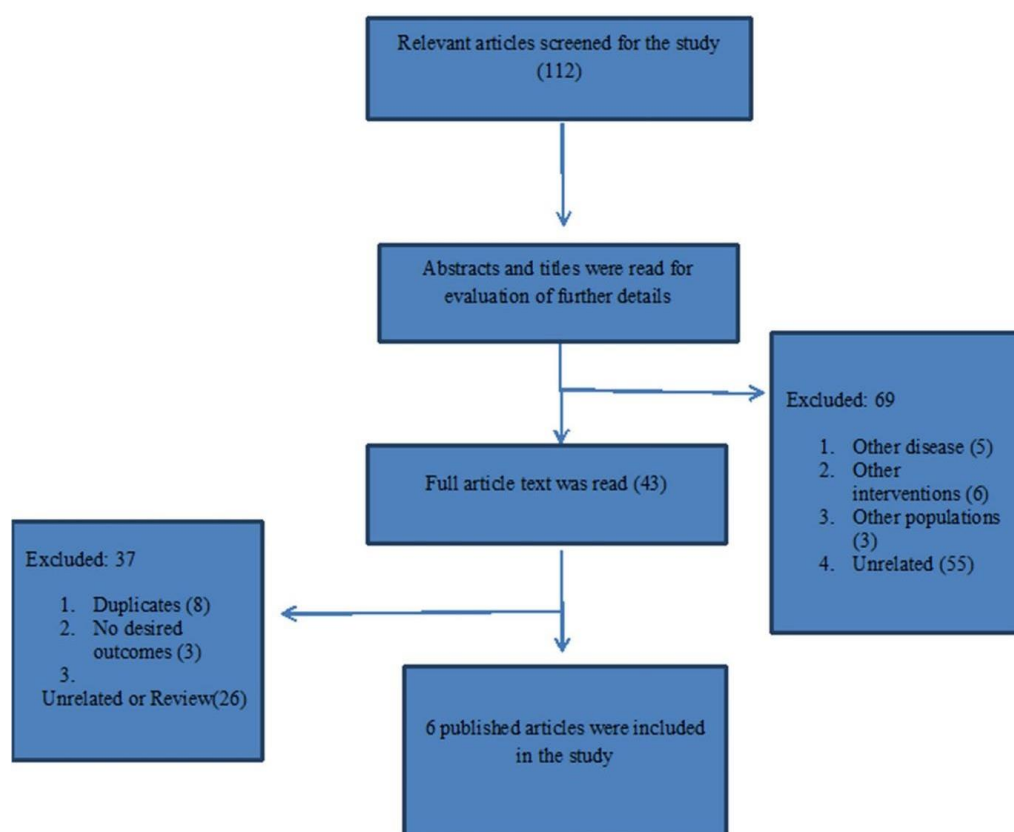 Relevant articles screened for the study
(112)
Abstracts and titles were read for
evaluation of further details
Excluded: 69
1. Other disease (5)
2. Other
interventions (6)
3. Other populations
(3)
4. Unrelated (55)
Full article text was read (43)
Excluded: 37
1. Duplicates (8)
2. No desired
outcomes (3)
3.
Unrelated or Review(26)
6 published articles were included
in the study